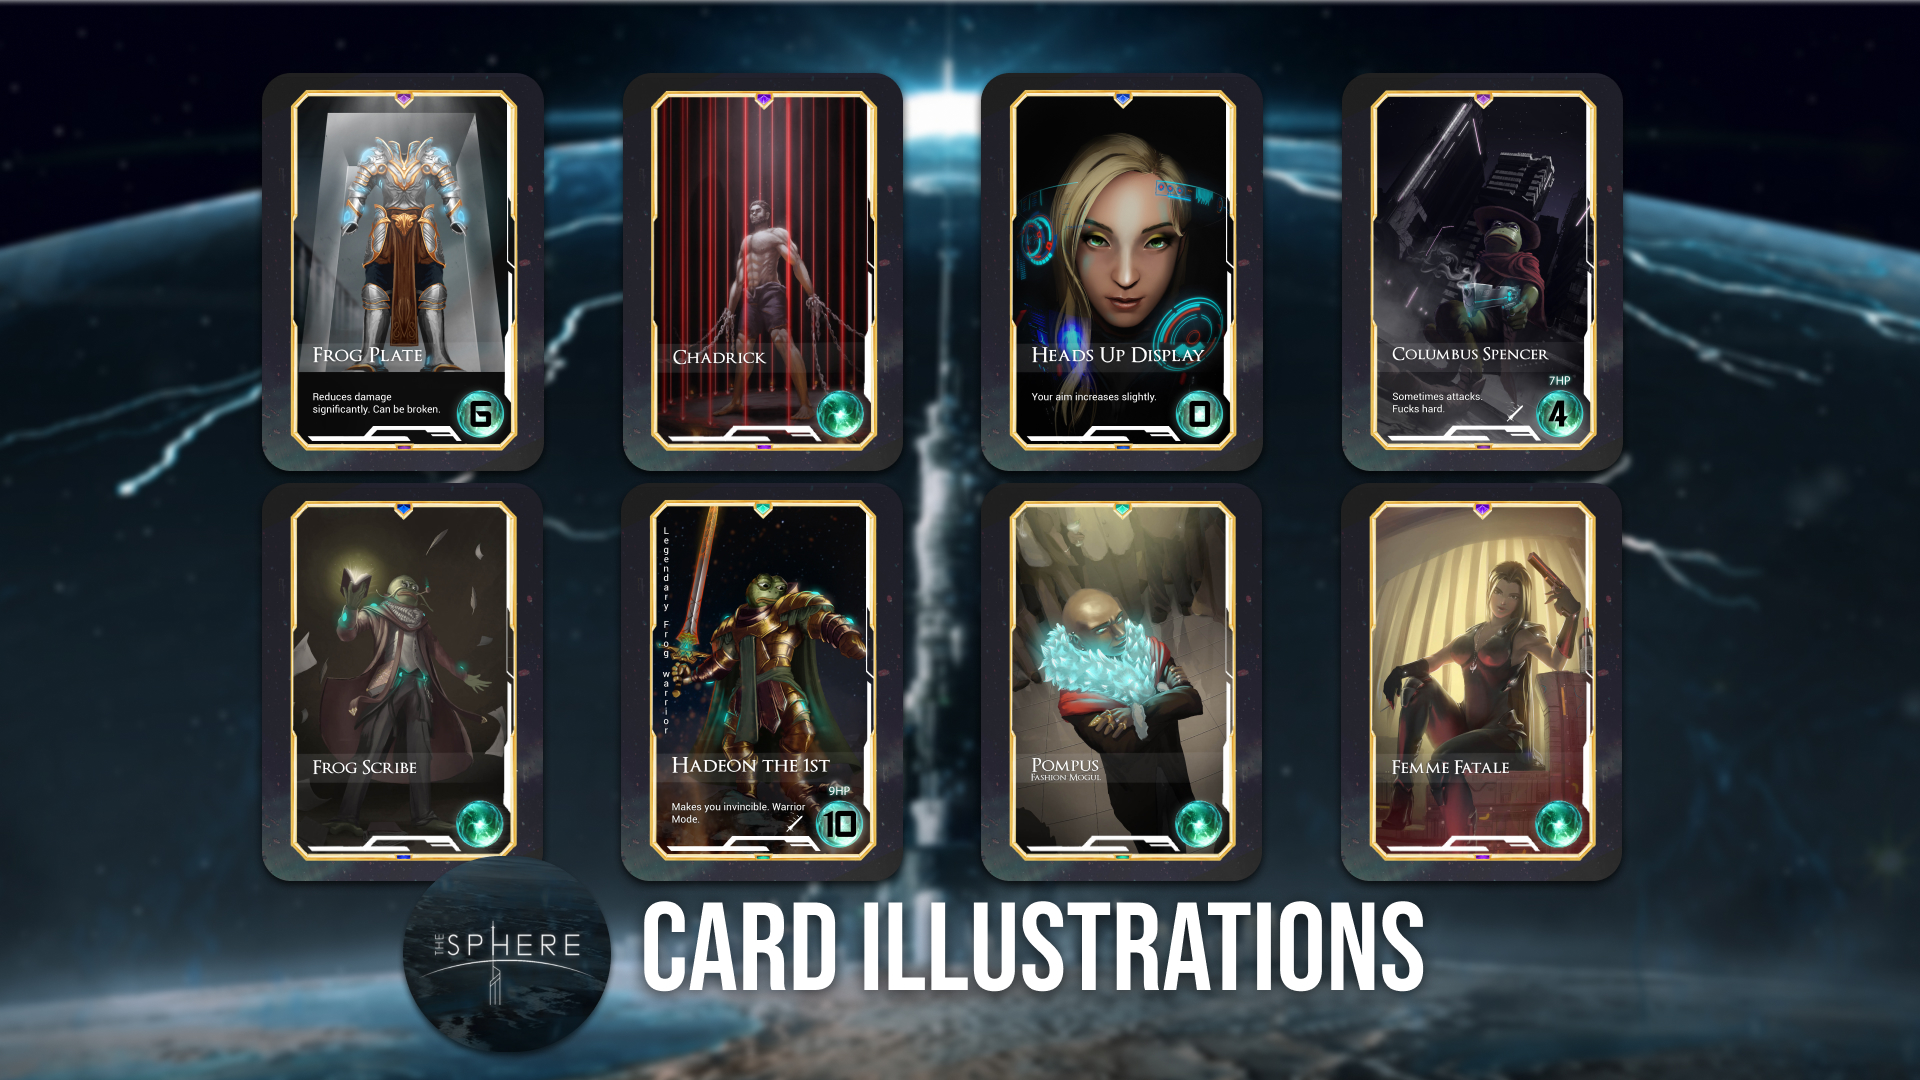 Frog Plate
Reduces damage
significantly. Can be broken.
6
Chadrick
Heads Up Display
Your aim increases slightly.
0
Columbus Spencer
7HP
Sometimes attacks.
Fucks hard.
4
Frog Scribe
Legendary Frog warrior
Hadeon the 1st
9HP
Makes you invincible. Warrior
Mode.
10
Pompus
Fashion Mogul
Femme Fatale
THE SPHERE
CARD ILLUSTRATIONS